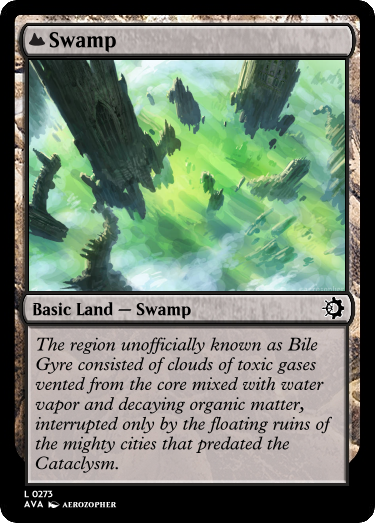 Swamp
Basic Land — Swamp
The region unofficially known as Bile
Gyre consisted of clouds of toxic gases
vented from the core mixed with water
vapor and decaying organic matter,
interrupted only by the floating ruins of
the mighty cities that predated the
Cataclysm.
L 0273
AVA AEROZOPHER